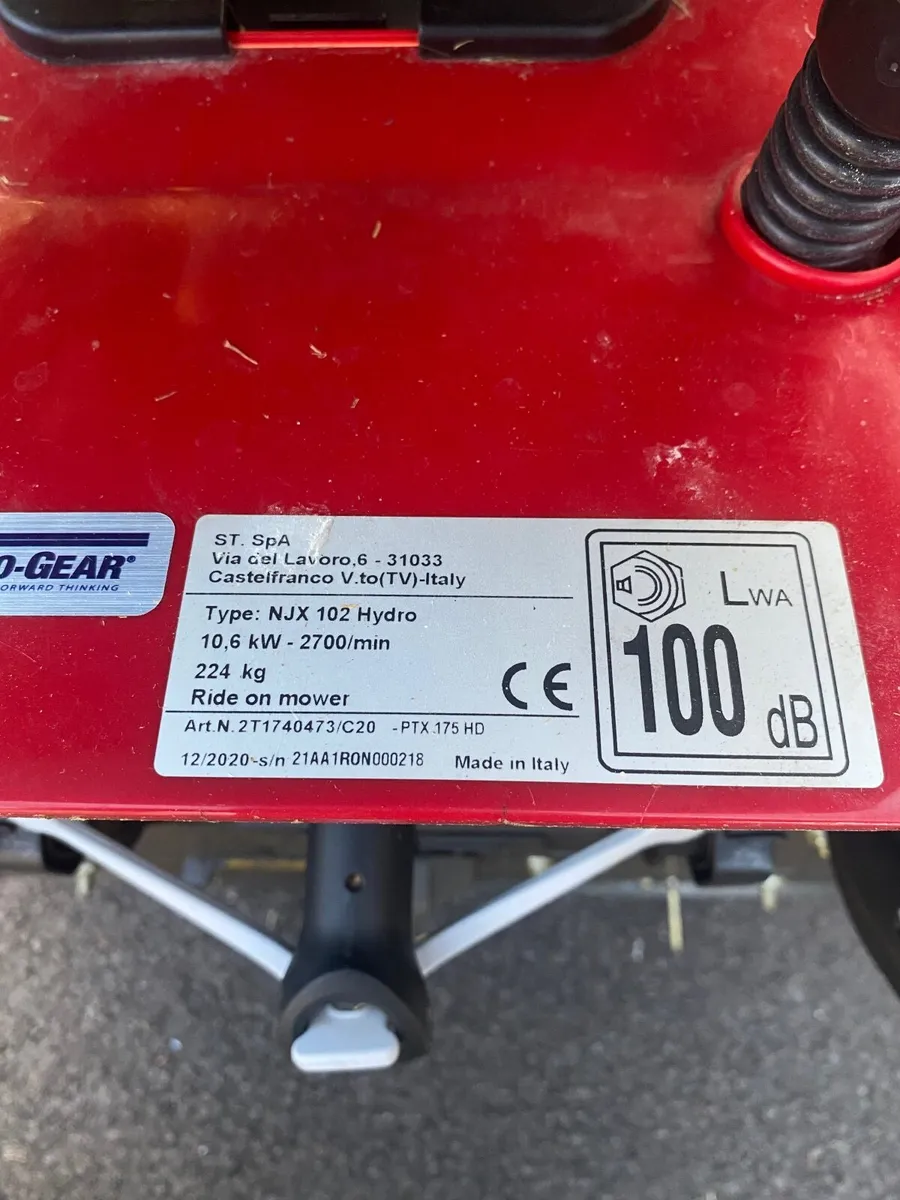 O-GEAR®
ORWARD THINKING
ST. SpA
Via del Lavoro,6 - 31033
Castelfranco V.to(TV)-Italy
Type: NJX 102 Hydro
10,6 kW - 2700/min
224 kg
Ride on mower
CE
Art.N.2T1740473/C20 -PTX.175 HD
12/2020-s/n 21AA1RON000218 Made in Italy
LWA
100
dB